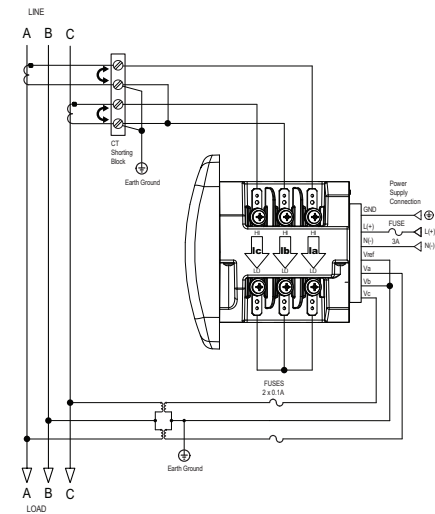 LINE
A B C
CT
Shorting
Block
Earth Ground
Power
Supply
Connection
GND
FUSE
L(+)
L(+)
3A
N(-)
N(-)
Vref
Va
Vb
Vc
HI HI HI
Ic Ib Ia
LO LO LO
FUSES
2 x 0.1A
Earth Ground
A B C
LOAD